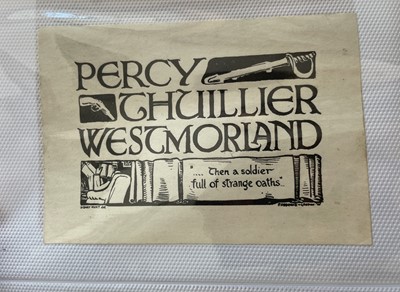 PERCY
THUILLIER
WESTMORLAND
".... Then a soldier
full of strange oaths"